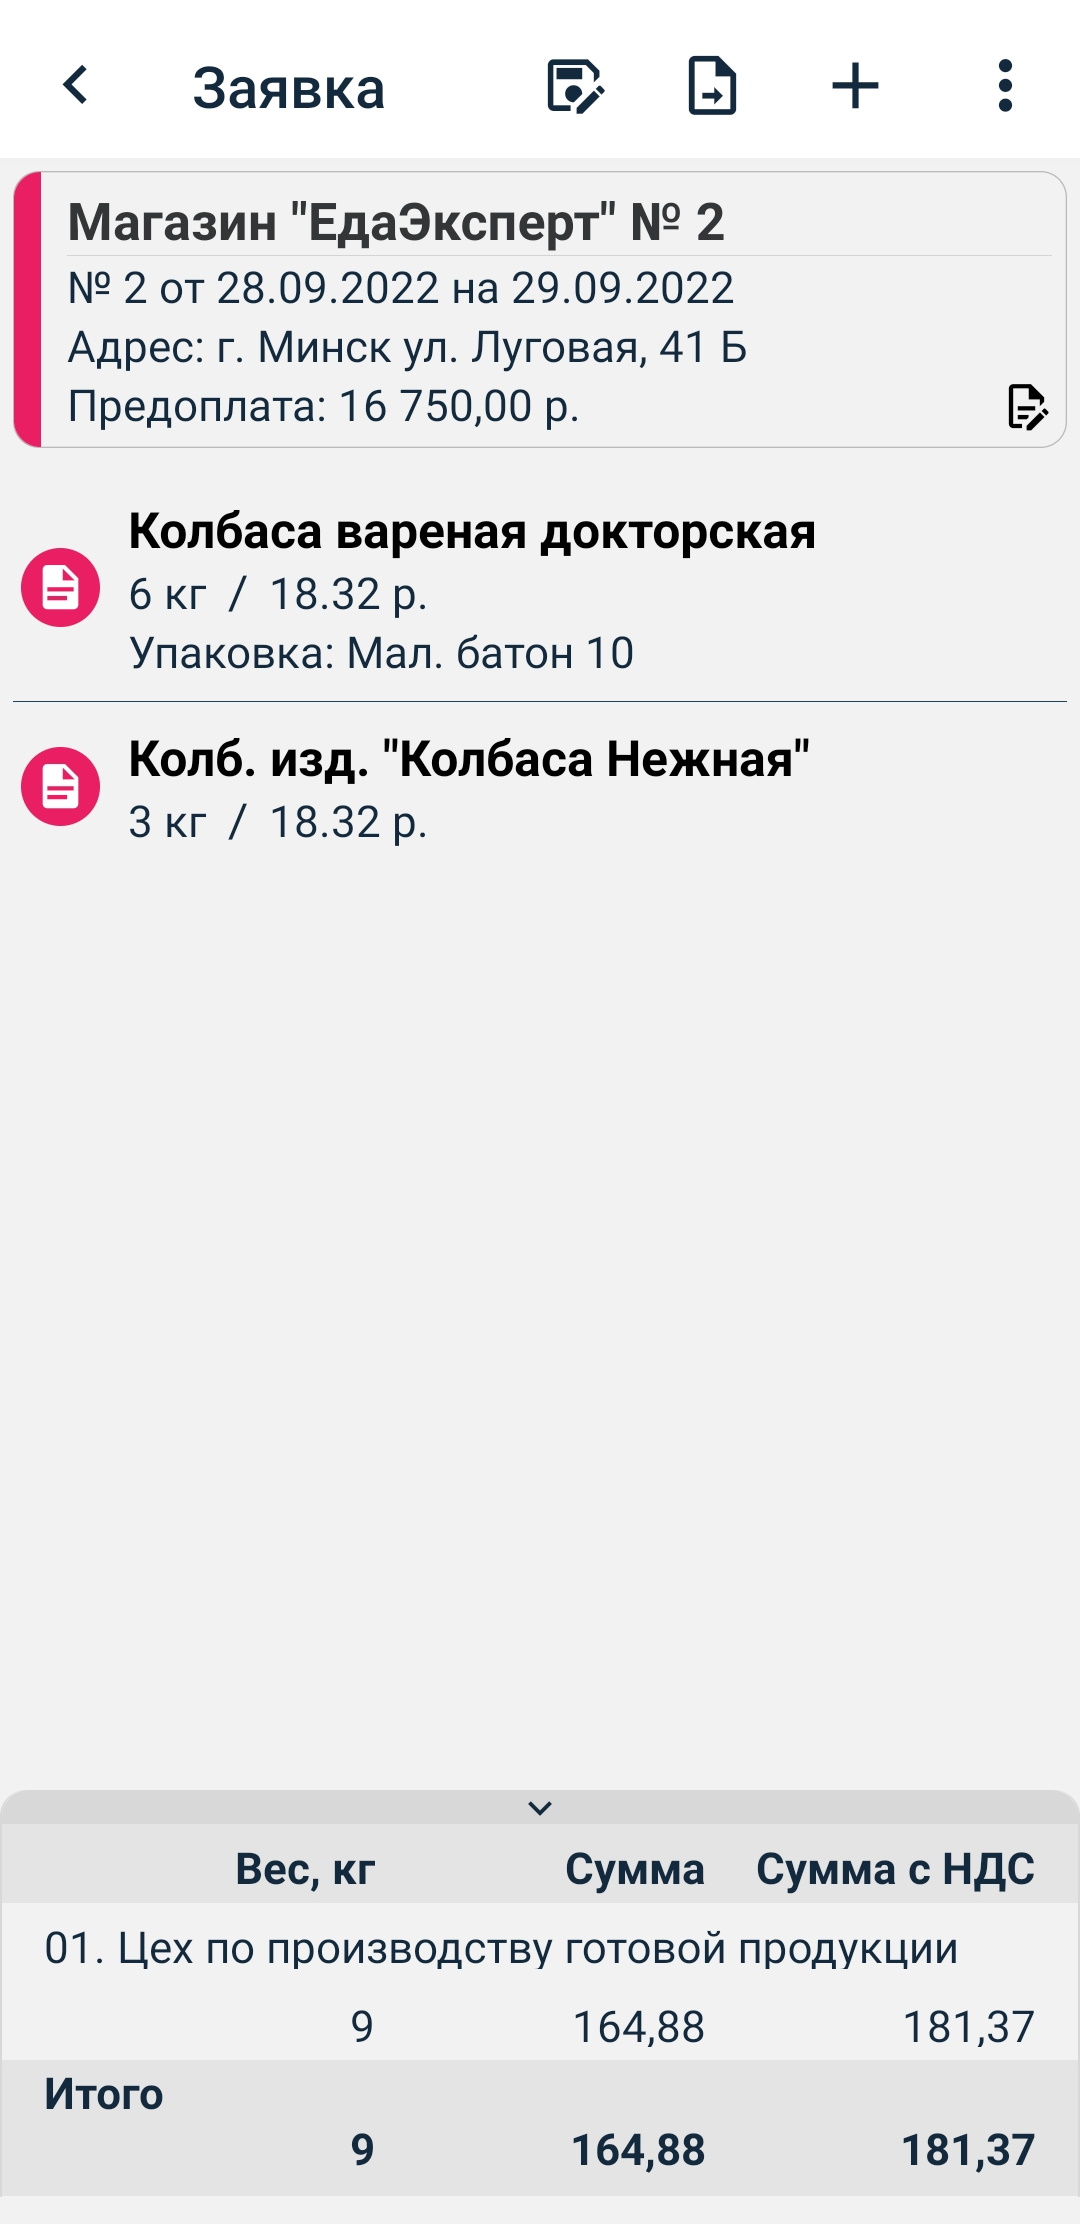 Заявка
Магазин "ЕдаЭксперт" № 2
№ 2 от 28.09.2022 на 29.09.2022
Адрес: г. Минск ул. Луговая, 41 Б
Предоплата: 16 750,00 р.
Колбаса вареная докторская
6 кг / 18.32 р.
Упаковка: Мал. батон 10
Колб. изд. "Колбаса Нежная"
3 кг / 18.32 р.
Вес, кг Сумма Сумма с НДС
01. Цех по производству готовой продукции
9 164,88 181,37
Итого
9 164,88 181,37